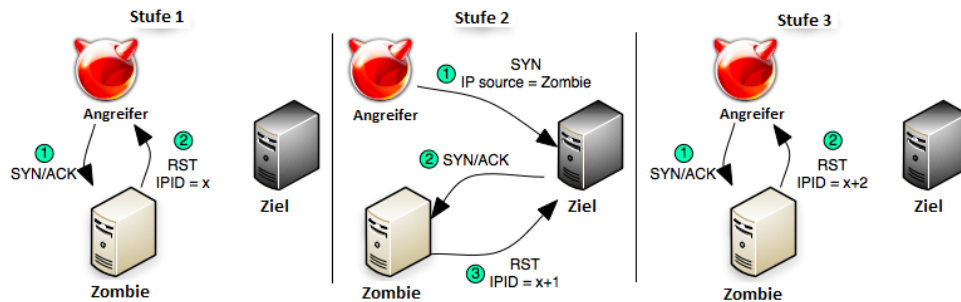 Stufe 1
Angreifer
1
SYN/ACK
2
RST
IPID = x
Ziel
Zombie
Stufe 2
Angreifer
1
SYN
IP source = Zombie
2 SYN/ACK
Ziel
Zombie
3
RST
IPID = x+1
Stufe 3
Angreifer
1
SYN/ACK
2
RST
IPID = x+2
Ziel
Zombie